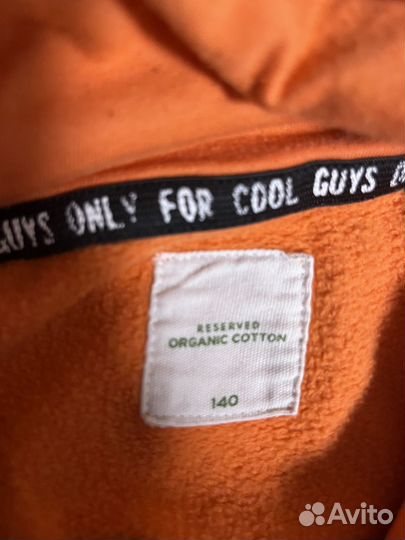 GUYS ONLY FOR COOL GUYS
RESERVED
ORGANIC COTTON
140
Avito